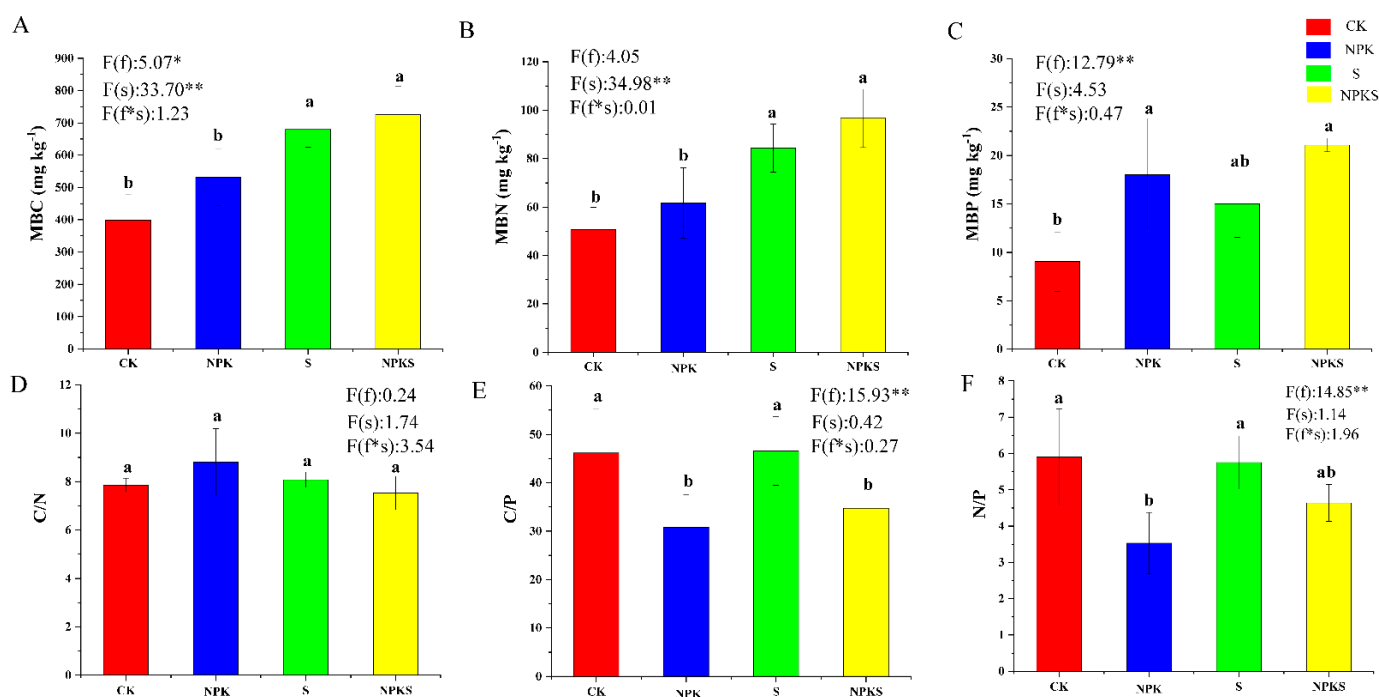 A
F(f):5.07*
F(s):33.70**
F(f*s):1.23
MBC (mg kg⁻¹)
900
800
700
600
500
400
300
200
100
0
b
b
a
a
CK
NPK
S
NPKS
B
F(f):4.05
F(s):34.98**
F(f*s):0.01
MBN (mg kg⁻¹)
120
100
80
60
40
20
0
b
b
a
a
CK
NPK
S
NPKS
C
F(f):12.79**
F(s):4.53
F(f*s):0.47
MBP (mg kg⁻¹)
30
25
20
15
10
5
0
b
a
ab
a
CK
NPK
S
NPKS
CK
NPK
S
NPKS
D
F(f):0.24
F(s):1.74
F(f*s):3.54
C/N
12
10
8
6
4
2
0
a
a
a
a
CK
NPK
S
NPKS
E
F(f):15.93**
F(s):0.42
F(f*s):0.27
C/P
60
50
40
30
20
10
0
a
b
a
b
CK
NPK
S
NPKS
F
F(f):14.85**
F(s):1.14
F(f*s):1.96
N/P
8
7
6
5
4
3
2
1
0
a
b
a
ab
CK
NPK
S
NPKS